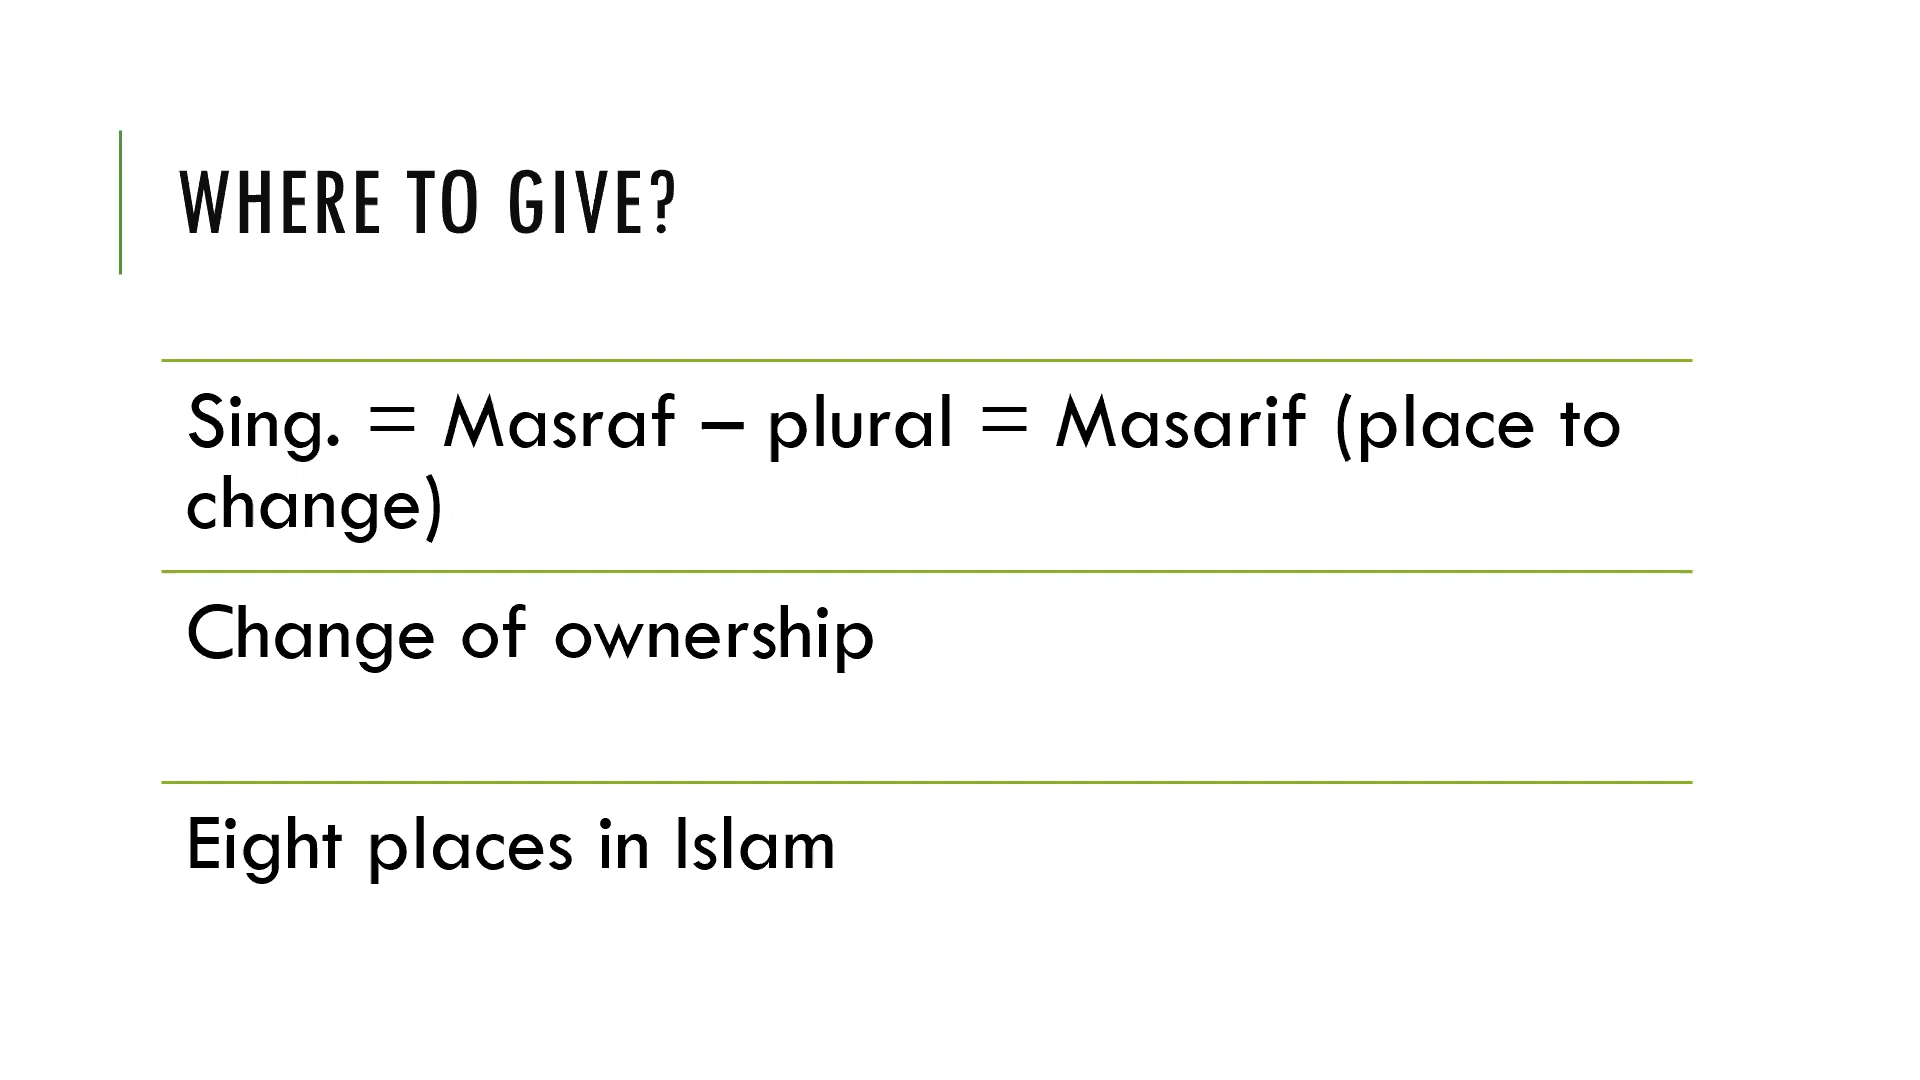 WHERE TO GIVE?
Sing. = Masraf – plural = Masarif (place to
change)
Change of ownership
Eight places in Islam